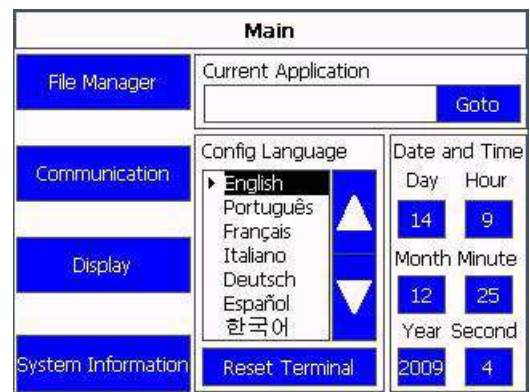 Main
File Manager
Communication
Display
System Information
Current Application
Goto
Config Language
English
Português
Français
Italiano
Deutsch
Español
한국어
Reset Terminal
Date and Time
Day Hour
14 9
Month Minute
12 25
Year Second
2009 4